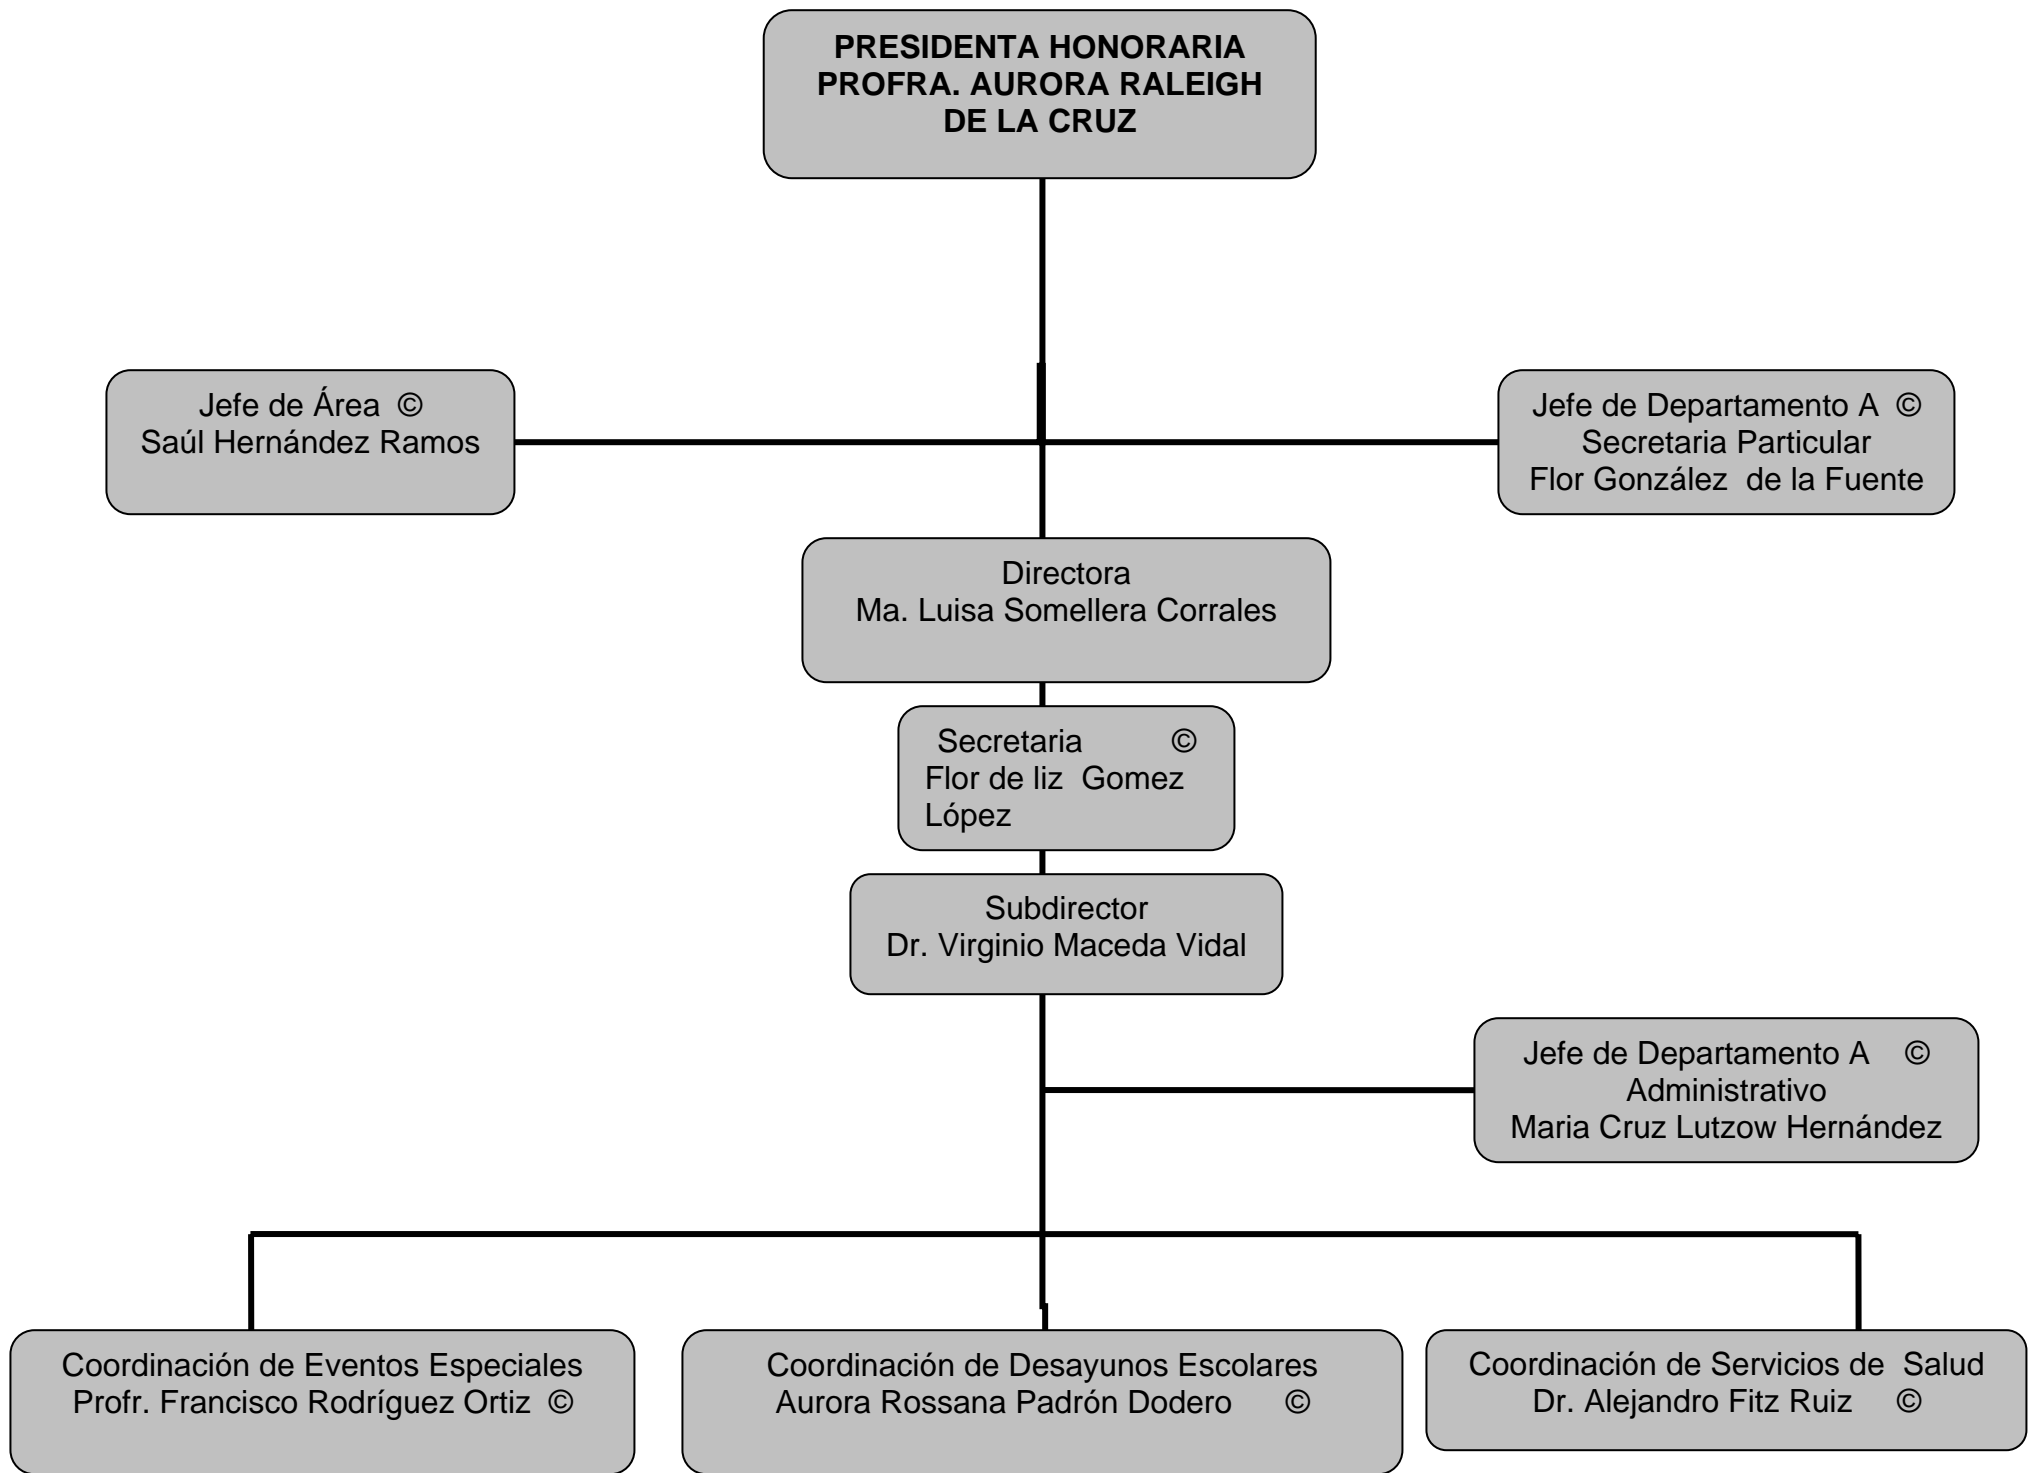 PRESIDENTA HONORARIA
PROFRA. AURORA RALEIGH
DE LA CRUZ
Jefe de Área ©
Saúl Hernández Ramos
Jefe de Departamento A ©
Secretaria Particular
Flor González de la Fuente
Directora
Ma. Luisa Somellera Corrales
Secretaria ©
Flor de liz Gomez
López
Subdirector
Dr. Virginio Maceda Vidal
Jefe de Departamento A ©
Administrativo
Maria Cruz Lutzow Hernández
Coordinación de Eventos Especiales
Profr. Francisco Rodríguez Ortiz ©
Coordinación de Desayunos Escolares
Aurora Rossana Padrón Dodero ©
Coordinación de Servicios de Salud
Dr. Alejandro Fitz Ruiz ©